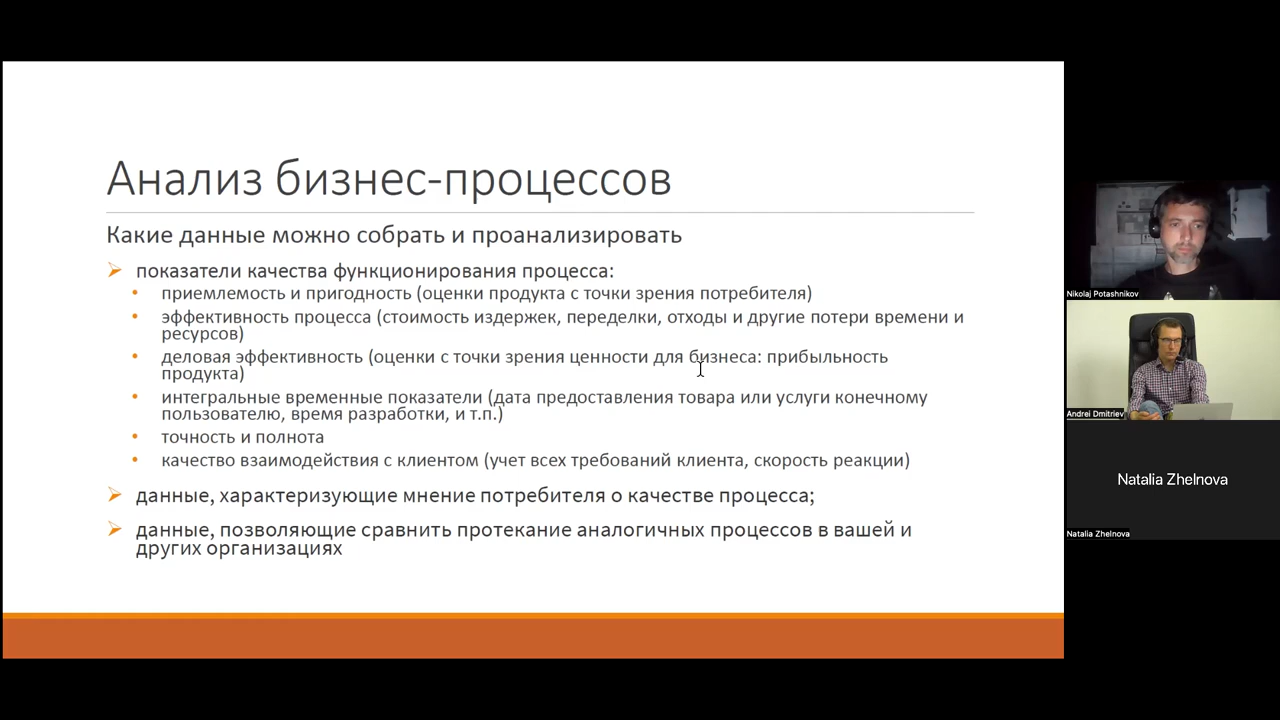 Анализ бизнес-процессов
Какие данные можно собрать и проанализировать
показатели качества функционирования процесса:
приемлемость и пригодность (оценки продукта с точки зрения потребителя)
эффективность процесса (стоимость издержек, переделки, отходы и другие потери времени и
ресурсов)
деловая эффективность (оценки с точки зрения ценности для бизнеса: прибыльность
продукта)
интегральные временные показатели (дата предоставления товара или услуги конечному
пользователю, время разработки, и т.п.)
точность и полнота
качество взаимодействия с клиентом (учет всех требований клиента, скорость реакции)
данные, характеризующие мнение потребителя о качестве процесса;
данные, позволяющие сравнить протекание аналогичных процессов в вашей и
других организациях
Nikolaj Potashnikov
Andrei Dmitriev
Natalia Zhelnova
Natalia Zhelnova